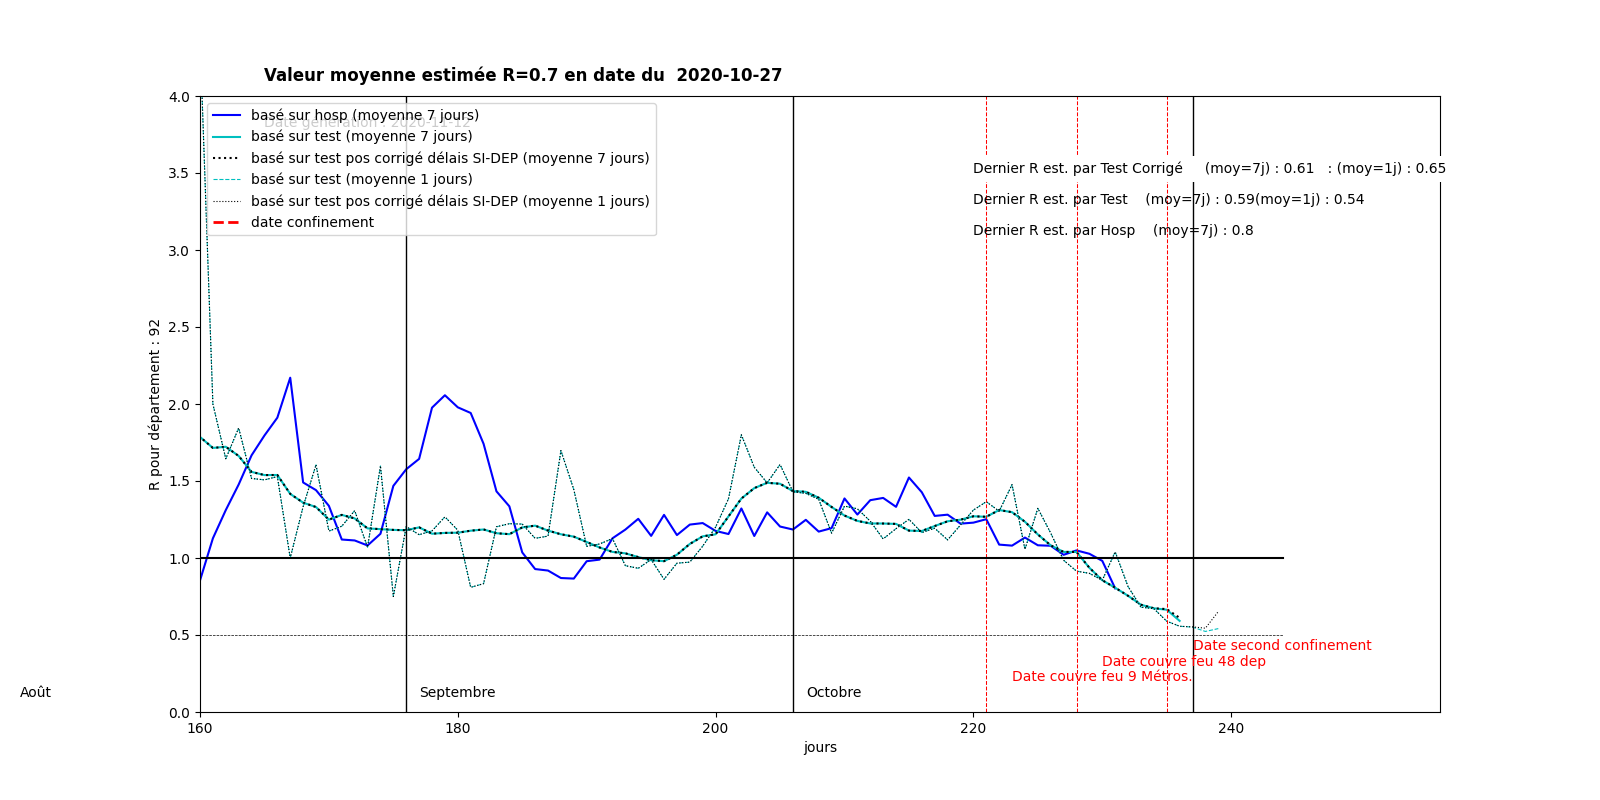 Valeur moyenne estimée R=0.7 en date du  2020-10-27
Date génération : 2020-11-12
basé sur hosp (moyenne 7 jours)
basé sur test (moyenne 7 jours)
basé sur test pos corrigé délais SI-DEP (moyenne 7 jours)
basé sur test (moyenne 1 jours)
basé sur test pos corrigé délais SI-DEP (moyenne 1 jours)
date confinement
Dernier R est. par Test Corrigé     (moy=7j) : 0.61   : (moy=1j) : 0.65
Dernier R est. par Test    (moy=7j) : 0.59(moy=1j) : 0.54
Dernier R est. par Hosp    (moy=7j) : 0.8
R pour département : 92
4.0
3.5
3.0
2.5
2.0
1.5
1.0
0.5
0.0
Date second confinement
Date couvre feu 48 dep
Date couvre feu 9 Métros.
Août
Septembre
Octobre
160
180
200
220
240
jours